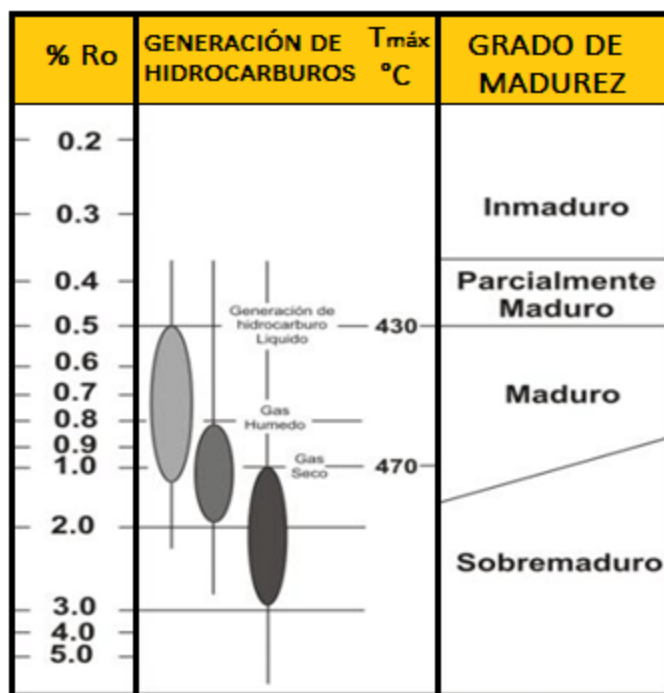 % Ro
GENERACIÓN DE
HIDROCARBUROS
Tmáx
°C
GRADO DE
MADUREZ
0.2
0.3
0.4
0.5
0.6
0.7
0.8
0.9
1.0
2.0
3.0
4.0
5.0
Generación de
hidrocarburo
Liquido
Gas
Humedo
Gas
Seco
430
470
Inmaduro
Parcialmente
Maduro
Maduro
Sobremaduro